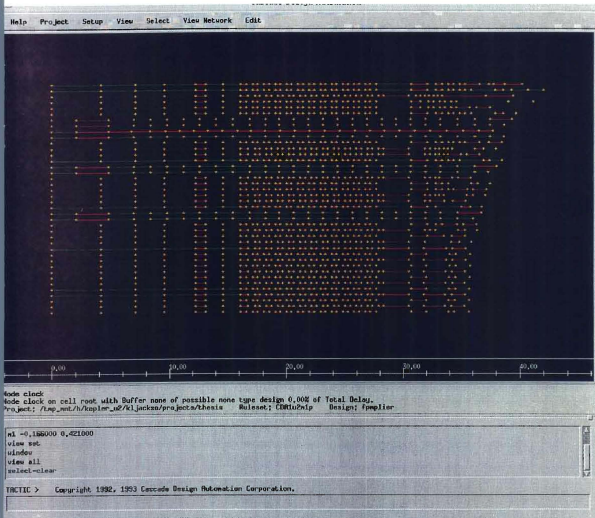 Help Project Setup View Select View Network Edit
0,00 10,00 20,00 30,00 40,00
Node clock
Node clock on cell root with Buffer none of possible none type design 0,00% of Total Delay.
Project: /tmp_mnt/h/kepler_u2/kljackso/projects/thesis Ruleset: CDA1u2m1p Design: fpmplier
ml -0,166000 0,421000
view set
window
view all
select-clear
TACTIC > Copyright 1992, 1993 Cascade Design Automation Corporation.